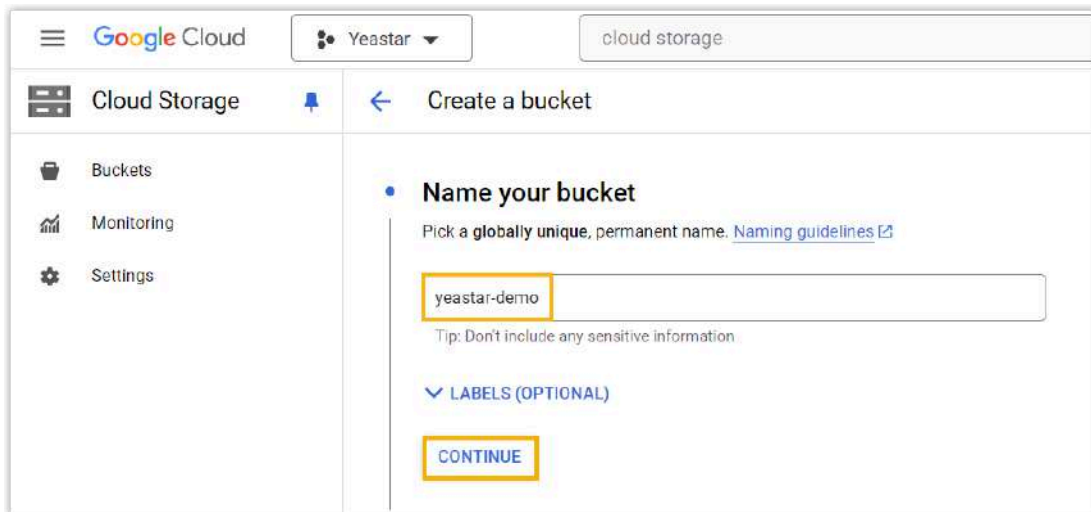 Google Cloud
Yeastar
cloud storage
Cloud Storage
Create a bucket
Buckets
Monitoring
Settings
Name your bucket
Pick a globally unique, permanent name. Naming guidelines
yeastar-demo
Tip: Don't include any sensitive information
LABELS (OPTIONAL)
CONTINUE